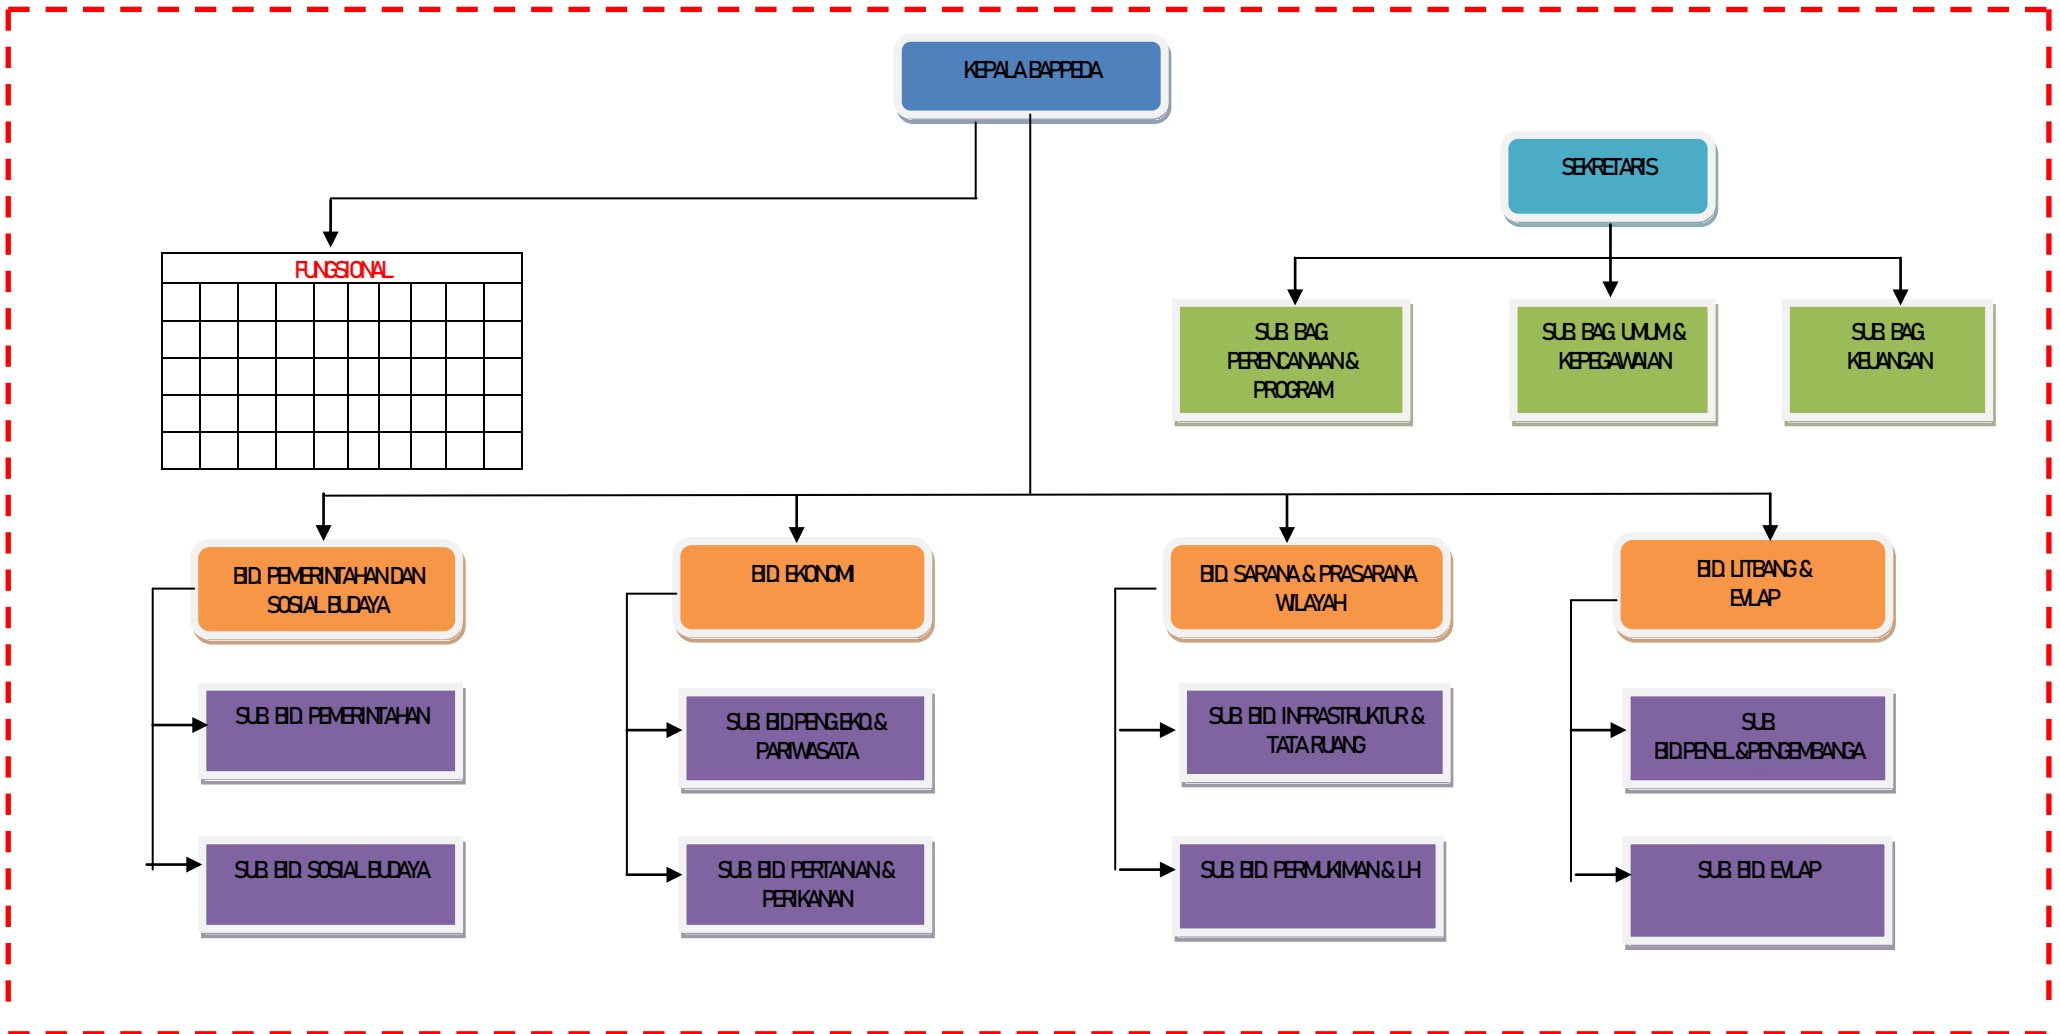 KEPALA BAPPEDA
SEKRETARIS
FUNGSIONAL
SUB. BAG.
PERENCANAAN &
PROGRAM
SUB. BAG. UMUM &
KEPEGAWAIAN
SUB. BAG.
KEUANGAN
BID. PEMERINTAHAN DAN
SOSIAL BUDAYA
BID. EKONOMI
BID. SARANA & PRASARANA
WILAYAH
BID. LITBANG &
EVLAP
SUB. BID. PEMERINTAHAN
SUB. BID.PENG.EKO. &
PARIWASATA
SUB. BID. INFRASTRUKTUR &
TATA RUANG
SUB.
BID.PENEL.&PENGEMBANGA
SUB. BID. SOSIAL BUDAYA
SUB. BID. PERTANIAN &
PERIKANAN
SUB. BID. PERMUKIMAN & LH
SUB. BID. EVLAP